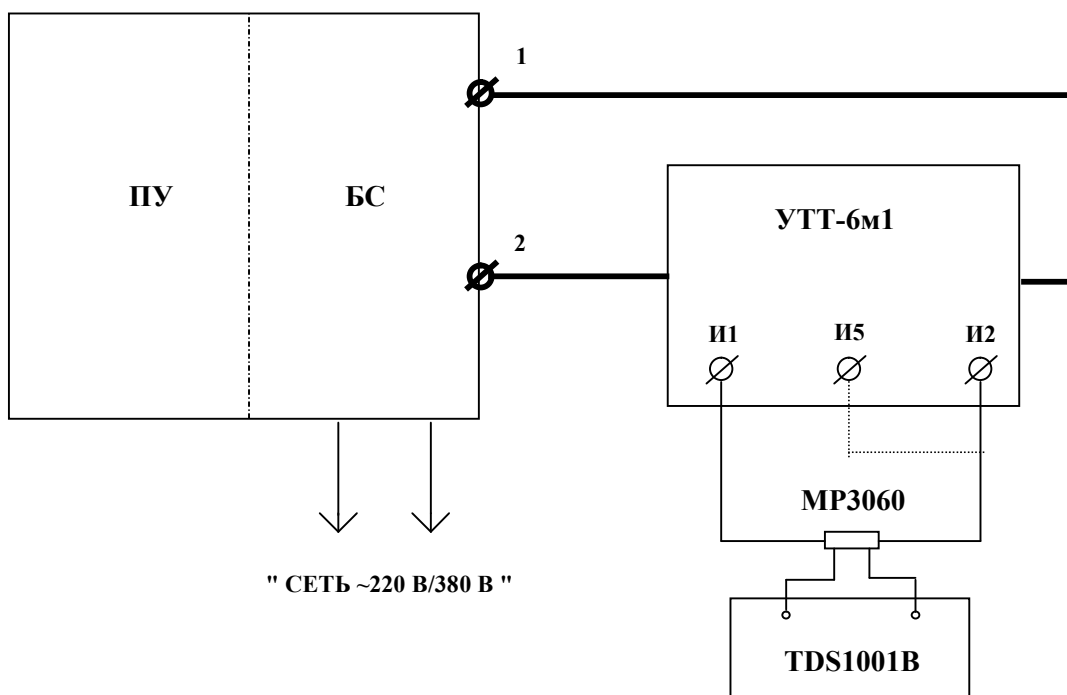 1
ПУ
БС
УТТ-6м1
2
И1
И5
И2
МР3060
" СЕТЬ ~220 В/380 В "
TDS1001B